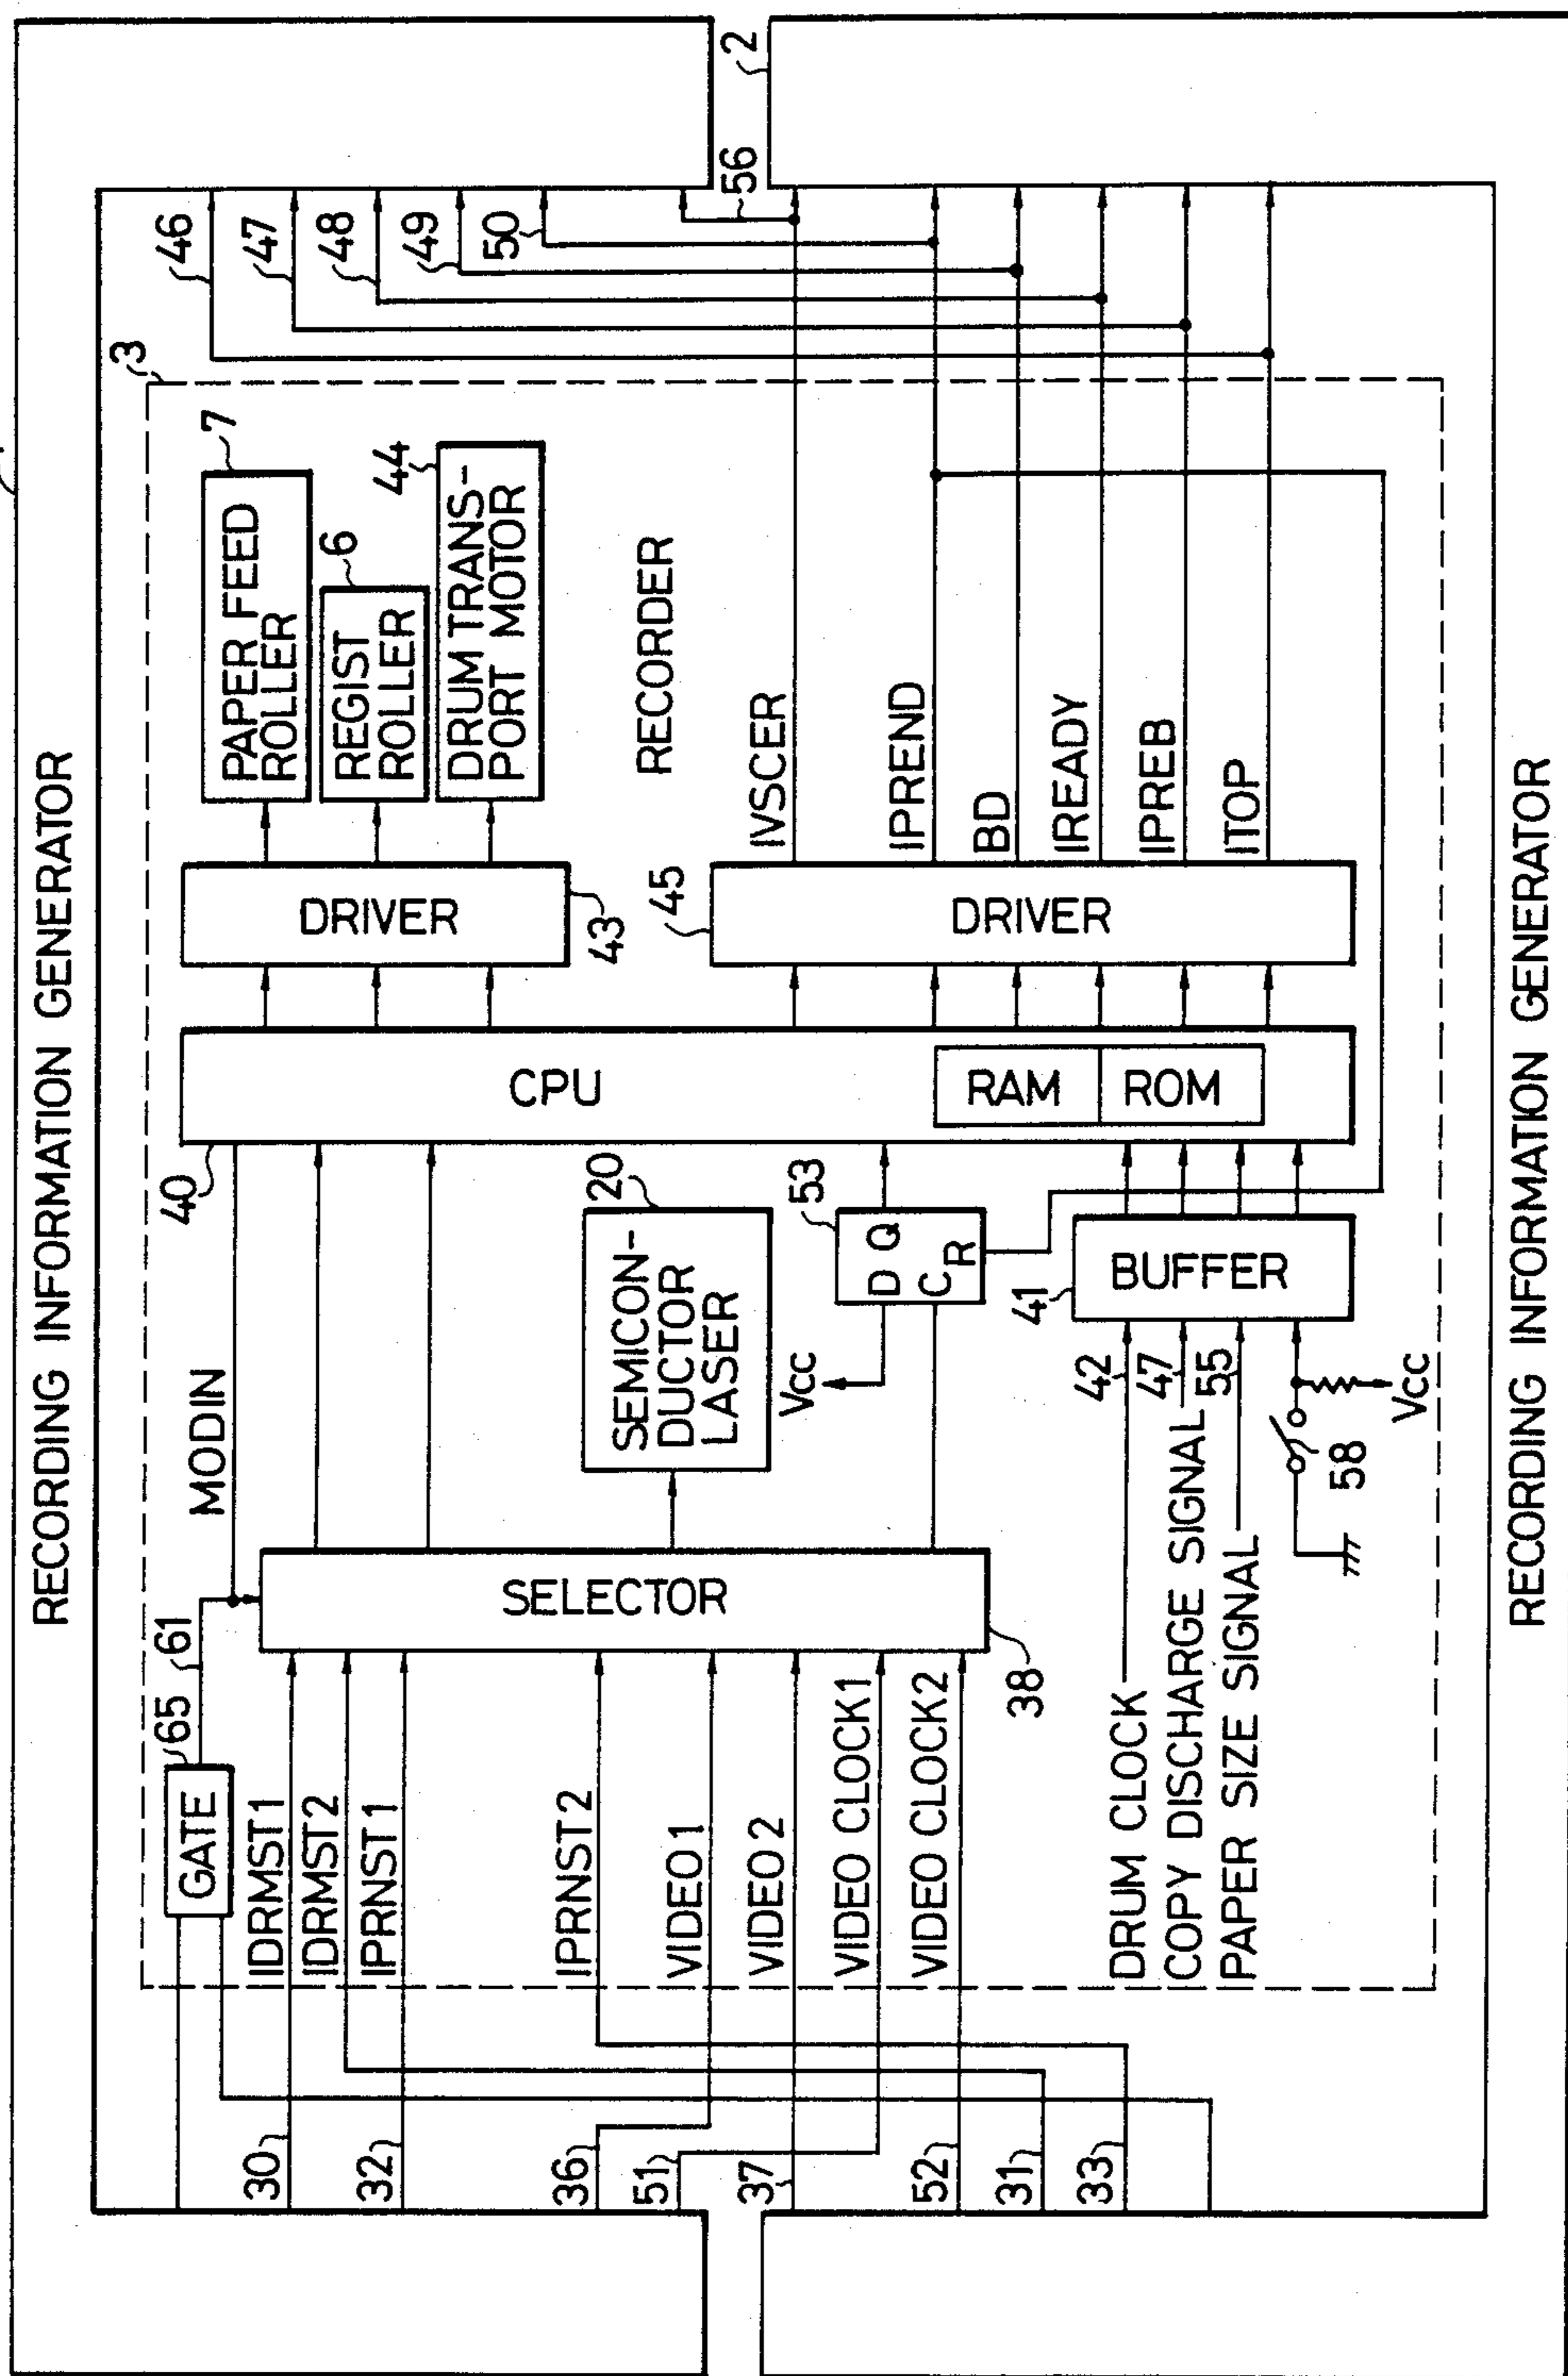 RECORDING INFORMATION GENERATOR
3
46
47
48
49
50
56
2
7
PAPER FEED
ROLLER
6
REGIST
ROLLER
44
DRUM TRANS-
PORT MOTOR
RECORDER
DRIVER
43
45
DRIVER
IVSCER
IPREND
BD
IREADY
IPREB
ITOP
CPU
RAM
ROM
40
MODIN
20
SEMICON-
DUCTOR
LASER
53
D Q
C R
Vcc
41
BUFFER
42
47
55
58
Vcc
SELECTOR
38
61
65
GATE
IDRMST1
IDRMST2
IPRNST1
IPRNST2
VIDEO1
VIDEO2
VIDEO CLOCK1
VIDEO CLOCK2
DRUM CLOCK
COPY DISCHARGE SIGNAL
PAPER SIZE SIGNAL
30
32
36
51
37
52
31
33
RECORDING INFORMATION GENERATOR